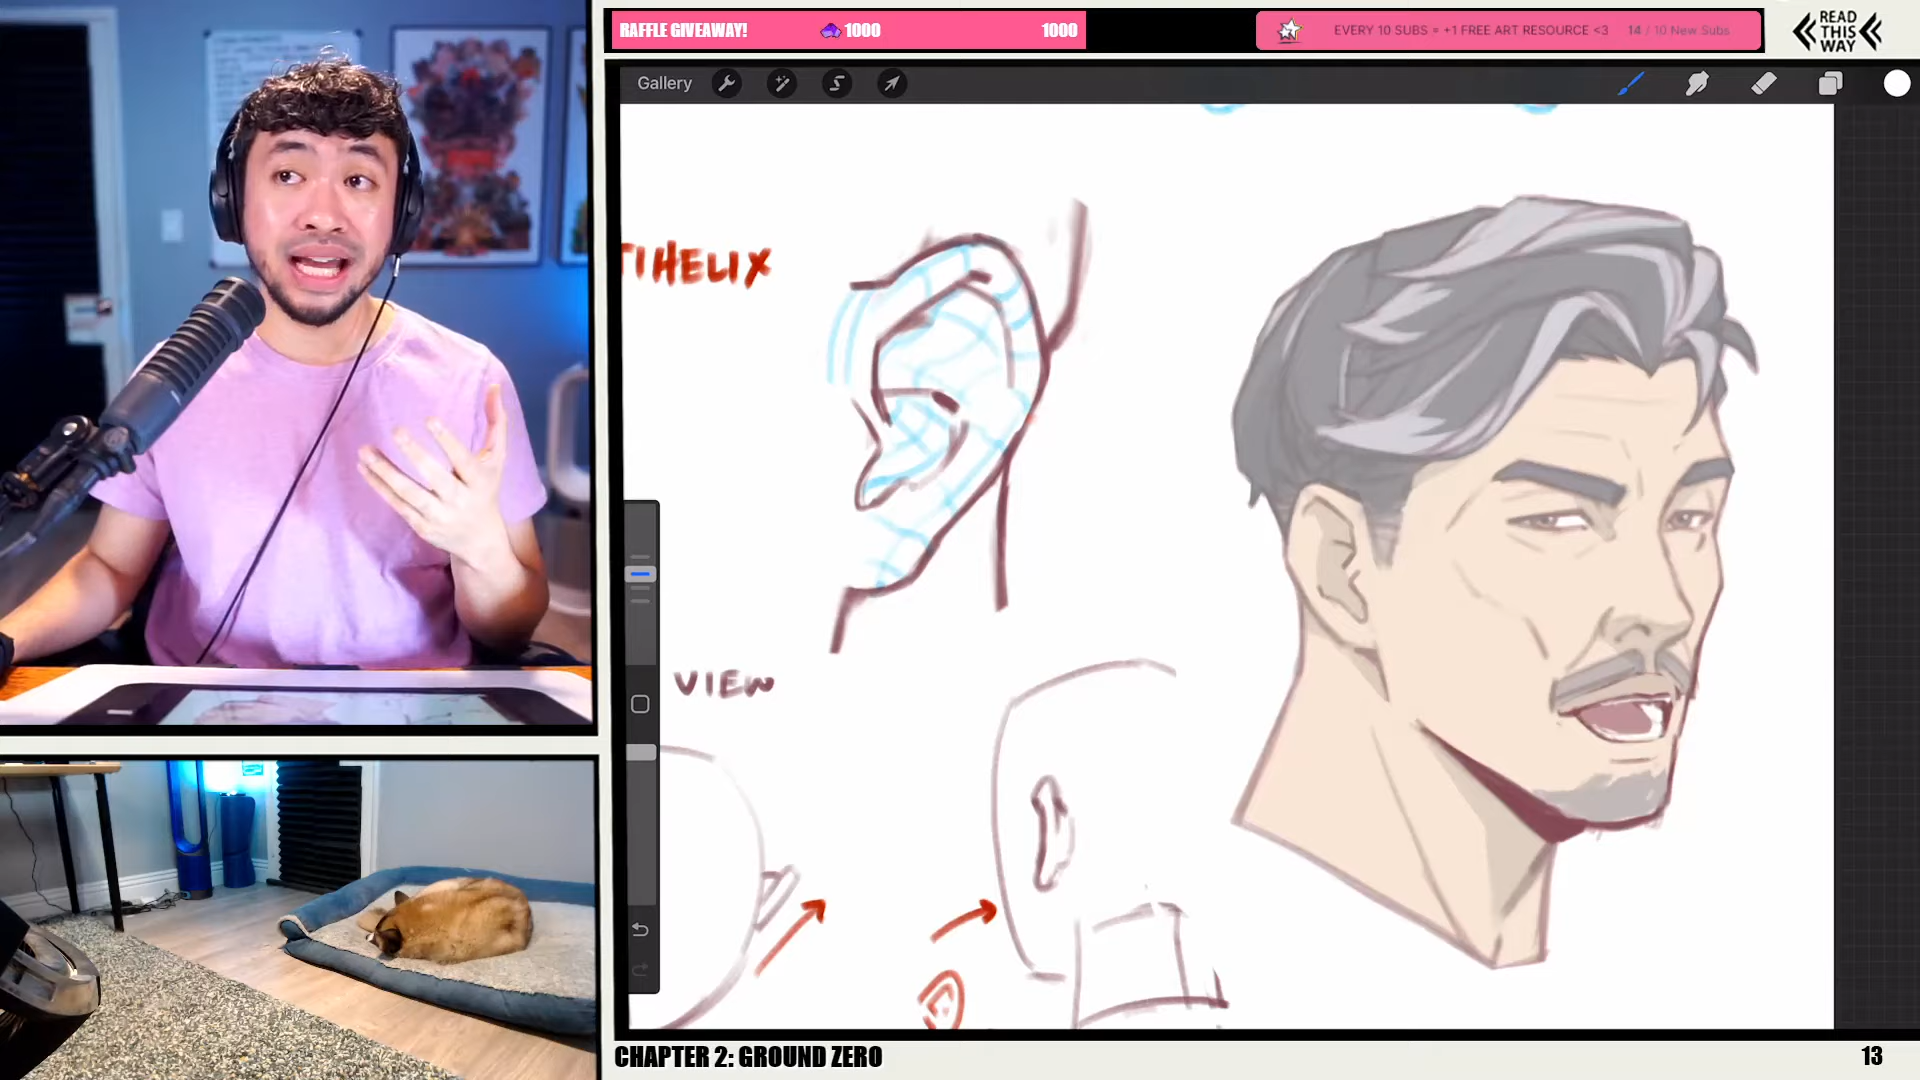 RAFFLE GIVEAWAY!
1000
1000
EVERY 10 SUBS = +1 FREE ART RESOURCE <3
14 / 10 New Subs
READ
THIS
WAY
Gallery
TIHELIX
VIEW
CHAPTER 2: GROUND ZERO
13